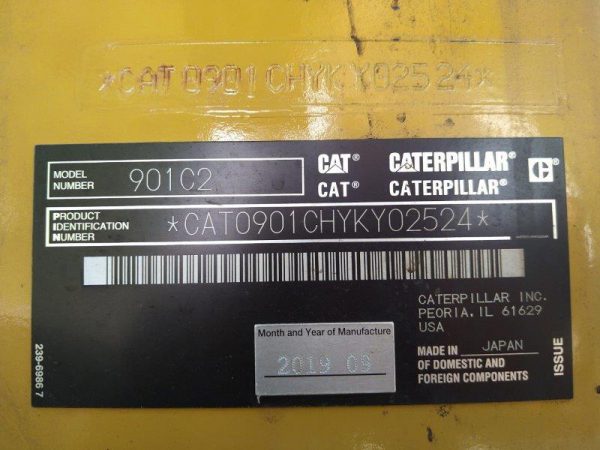 *CAT0901CHYKY02524*
MODEL NUMBER 901C2
CAT® CATERPILLAR® C®
CAT® CATERPILLAR®
PRODUCT IDENTIFICATION NUMBER *CAT0901CHYKY02524*
CATERPILLAR INC.
PEORIA, IL 61629
USA
Month and Year of Manufacture
2019 09
MADE IN JAPAN
OF DOMESTIC AND
FOREIGN COMPONENTS
ISSUE
239-6986 7